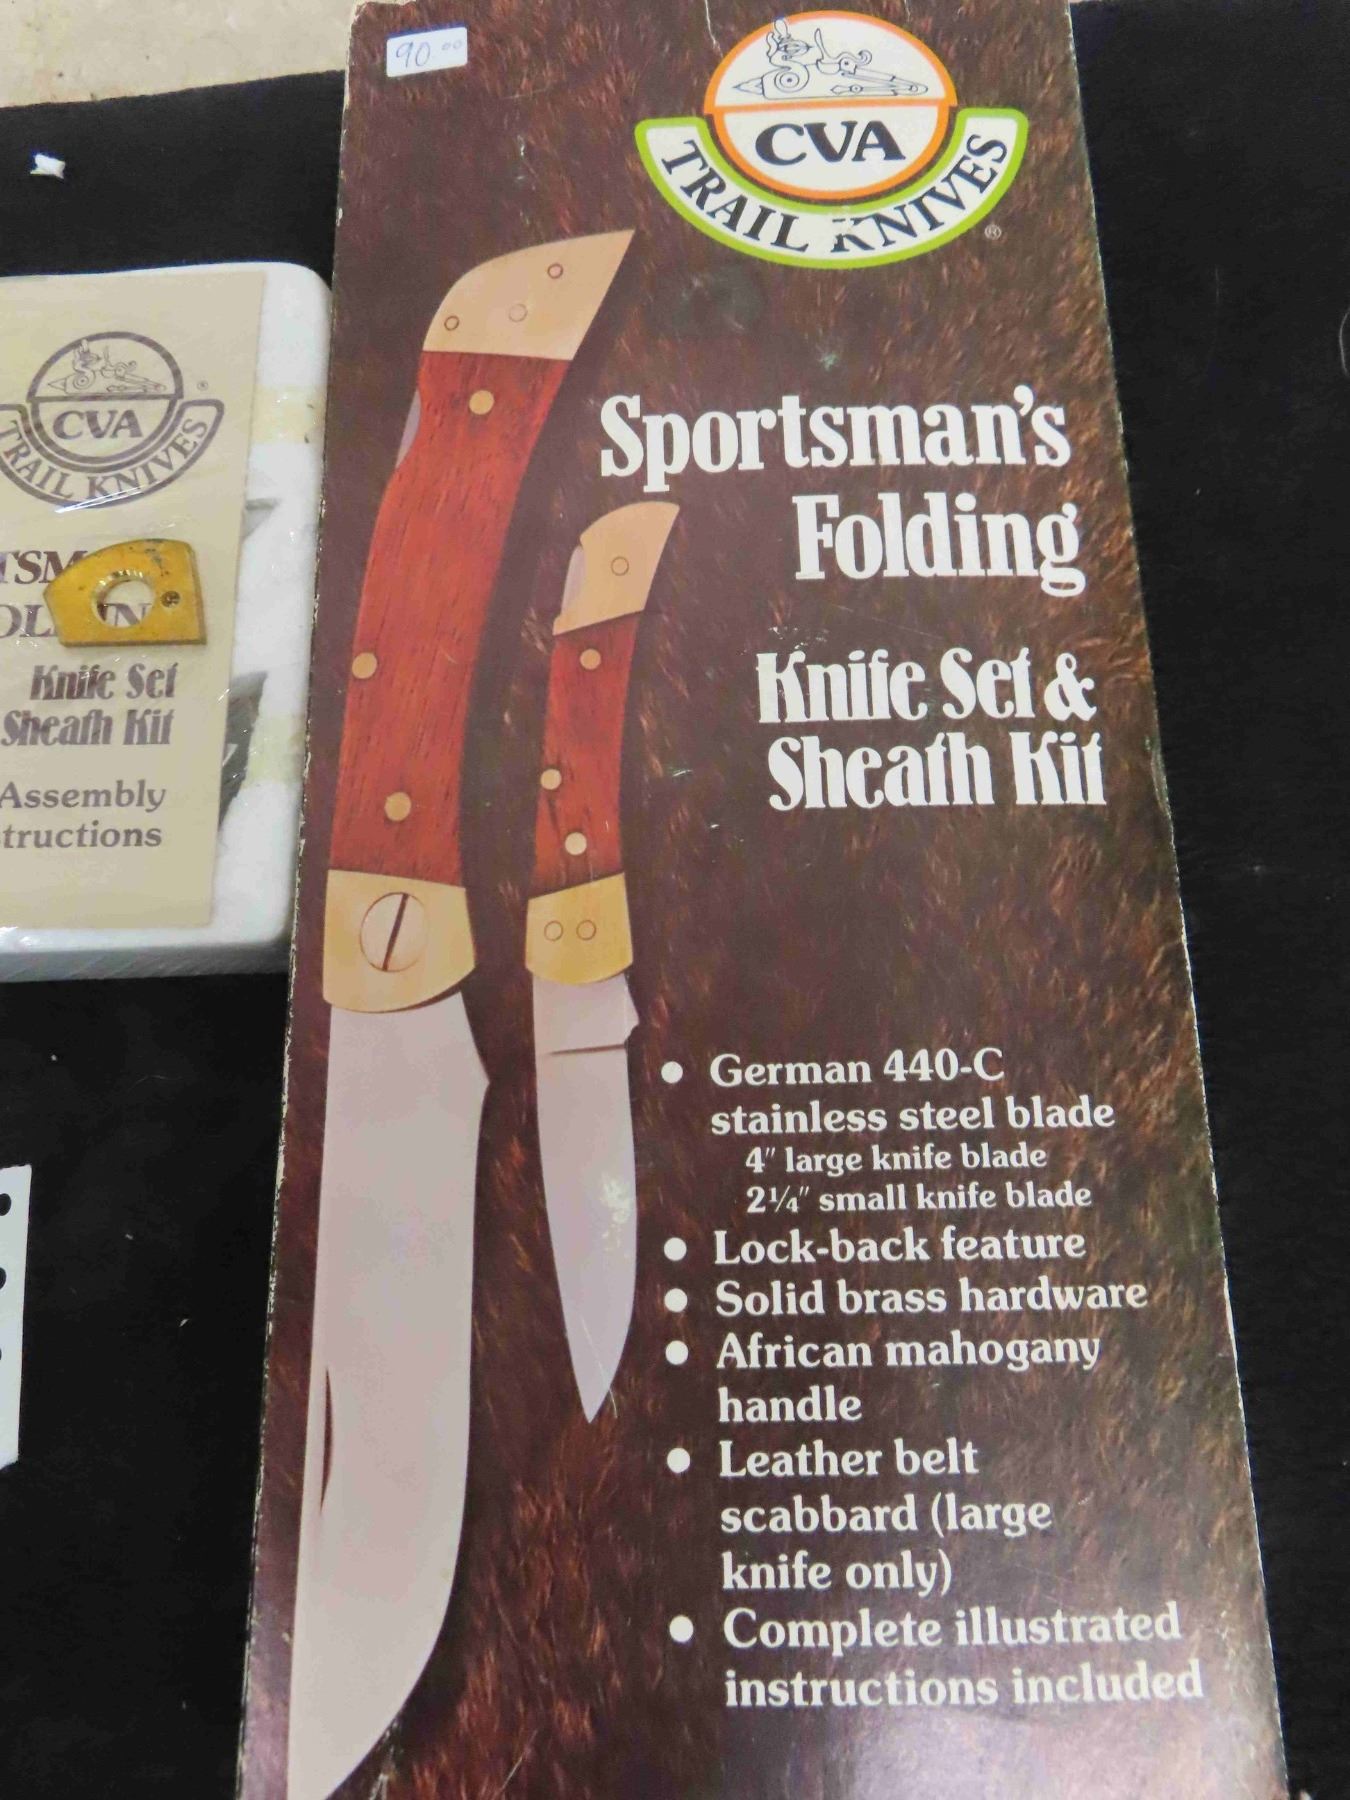 90.00
CVA
TRAIL KNIVES
®
Sportsman's
Folding
Knife Set &
Sheath Kit
• German 440-C
stainless steel blade
4" large knife blade
2¼" small knife blade
• Lock-back feature
• Solid brass hardware
• African mahogany
handle
• Leather belt
scabbard (large
knife only)
• Complete illustrated
instructions included
CVA
TRAIL KNIVES
®
Knife Set
Sheath Kit
Assembly